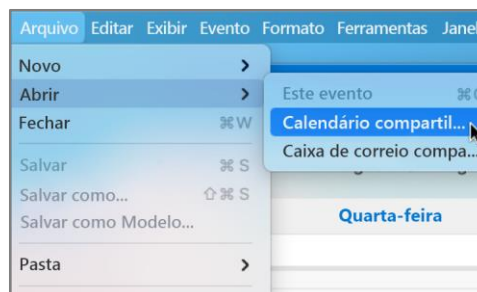 Arquivo Editar Exibir Evento Formato Ferramentas Janel
Novo
Abrir
Este evento ⌘
Fechar ⌘W
Calendário compartil...
Caixa de correio compa...
Salvar ⌘ S
Salvar como... ⇧⌘ S
Salvar como Modelo...
Quarta-feira
Pasta